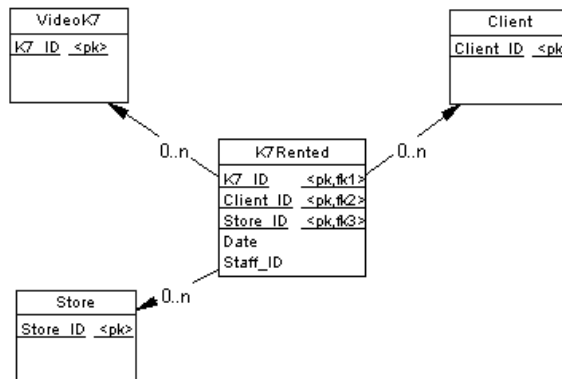 VideoK7
K7_ID <pk>
Client
Client_ID <pk
0..n
0..n
K7Rented
K7_ID <pk,fk1>
Client_ID <pk,fk2>
Store_ID <pk,fk3>
Date
Staff_ID
0..n
Store
Store_ID <pk>